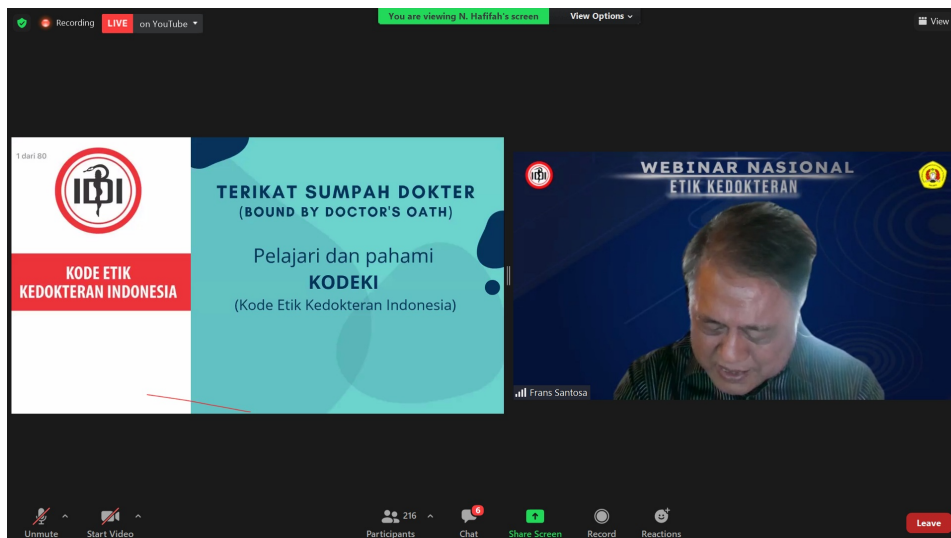 Recording
LIVE on YouTube
You are viewing N. Hafifah's screen
View Options
View
1 dari 80
IDI
KODE ETIK
KEDOKTERAN INDONESIA
TERIKAT SUMPAH DOKTER
(BOUND BY DOCTOR'S OATH)
Pelajari dan pahami
KODEKI
(Kode Etik Kedokteran Indonesia)
WEBINAR NASIONAL
ETIK KEDOKTERAN
Frans Santosa
Unmute
Start Video
216
Participants
6
Chat
Share Screen
Record
Reactions
Leave